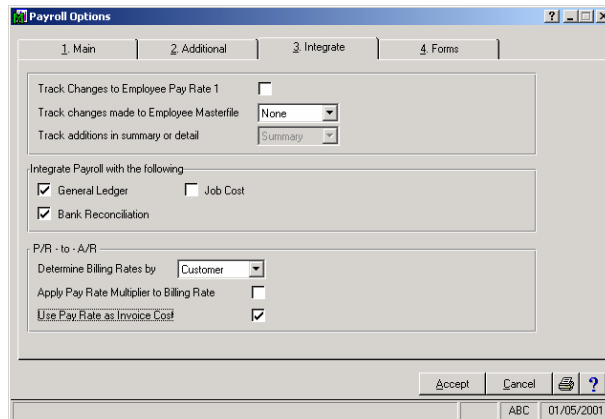 Payroll Options
1. Main 2. Additional 3. Integrate 4. Forms
Track Changes to Employee Pay Rate 1
Track changes made to Employee Masterfile None
Track additions in summary or detail Summary
Integrate Payroll with the following
General Ledger Job Cost
Bank Reconciliation
P/R - to - A/R
Determine Billing Rates by Customer
Apply Pay Rate Multiplier to Billing Rate
Use Pay Rate as Invoice Cost
Accept Cancel ?
ABC 01/05/2001